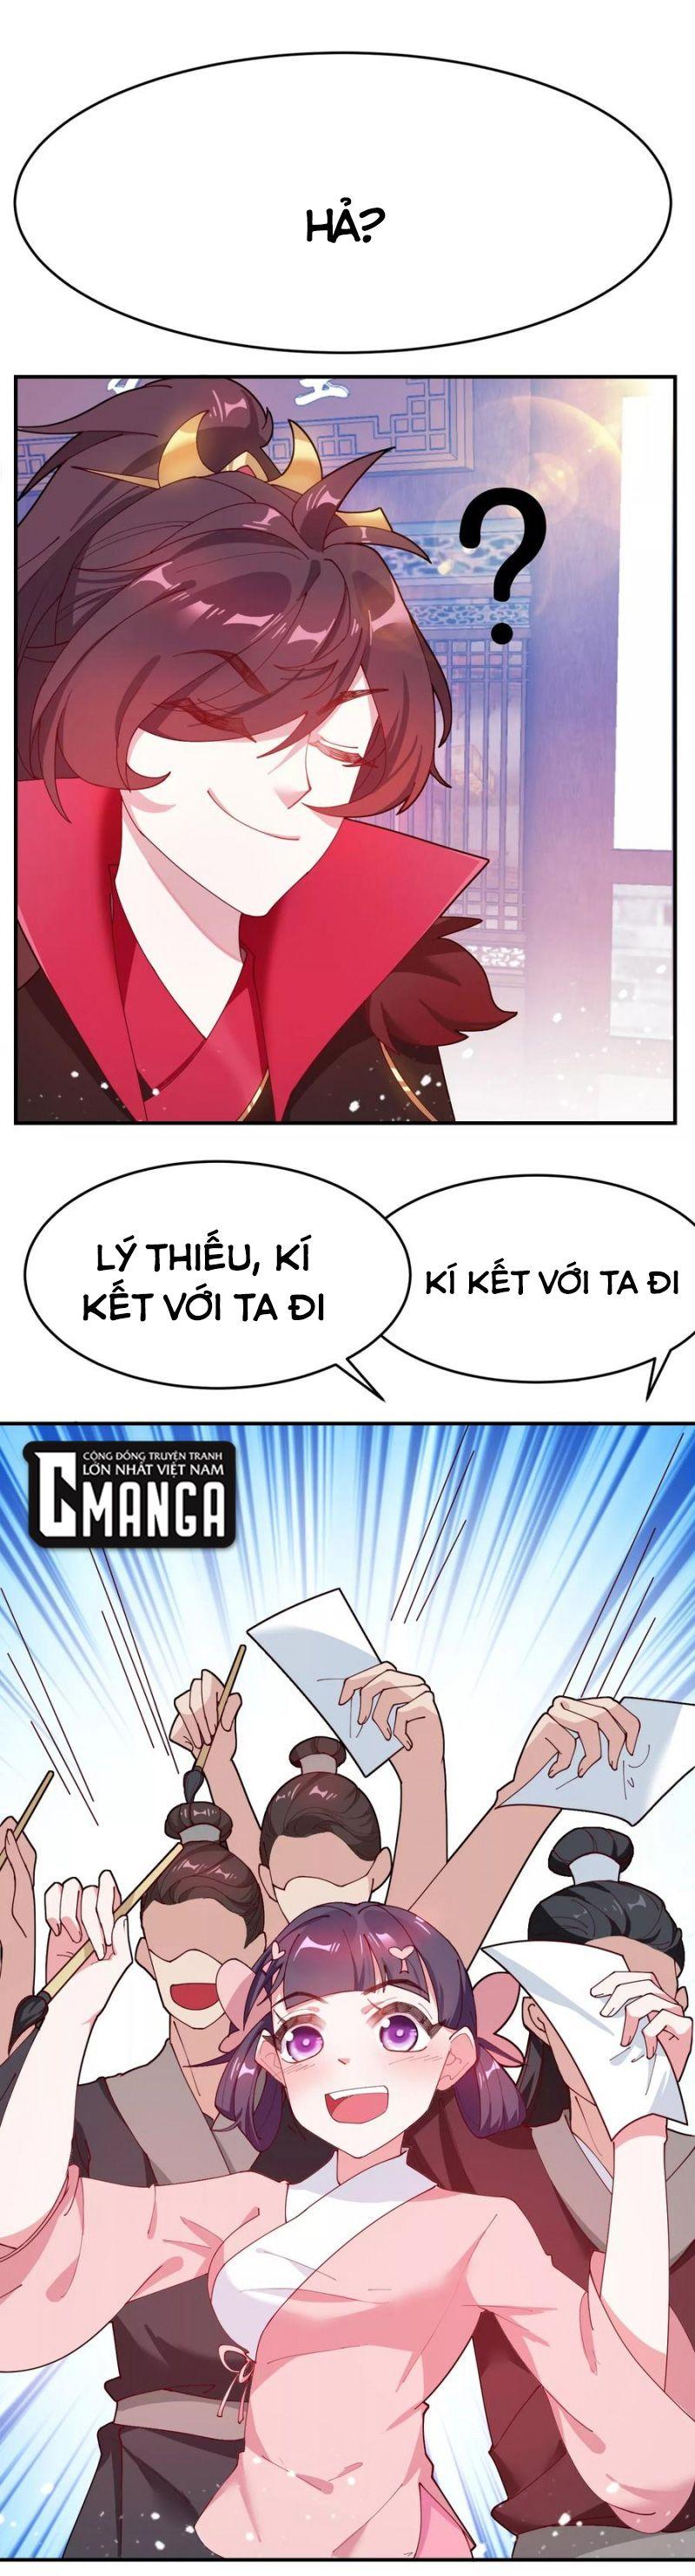 HẢ?
?
LÝ THIẾU, KÍ
KẾT VỚI TA ĐI
KÍ KẾT VỚI TA ĐI
CỘNG ĐỒNG TRUYỆN TRANH
LỚN NHẤT VIỆT NAM
CMANGA